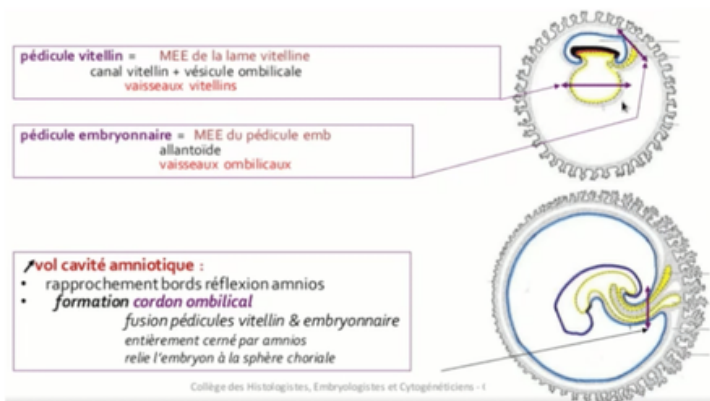 pédicule vitellin = MEE de la lame vitelline
canal vitellin + vésicule ombilicale
vaisseaux vitellins
pédicule embryonnaire = MEE du pédicule emb
allantoïde
vaisseaux ombilicaux
↗vol cavité amniotique :
• rapprochement bords réflexion amnios
• formation cordon ombilical
fusion pédicules vitellin & embryonnaire
entièrement cerné par amnios
relie l'embryon à la sphère choriale
Collège des Histologistes, Embryologistes et Cytogénéticiens - (